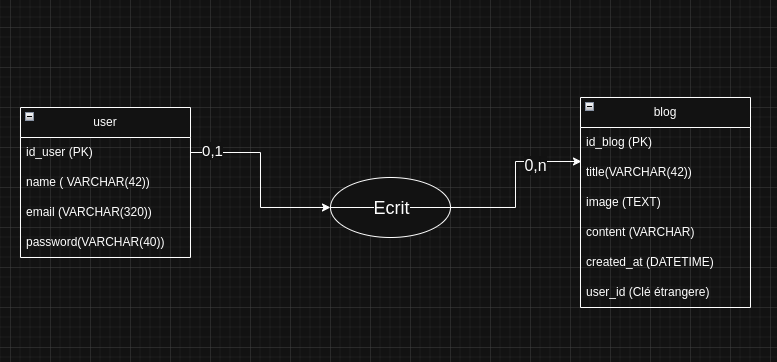 user
id_user (PK)
name ( VARCHAR(42))
email (VARCHAR(320))
password(VARCHAR(40))
0,1
Ecrit
0,n
blog
id_blog (PK)
title(VARCHAR(42))
image (TEXT)
content (VARCHAR)
created_at (DATETIME)
user_id (Clé étrangere)